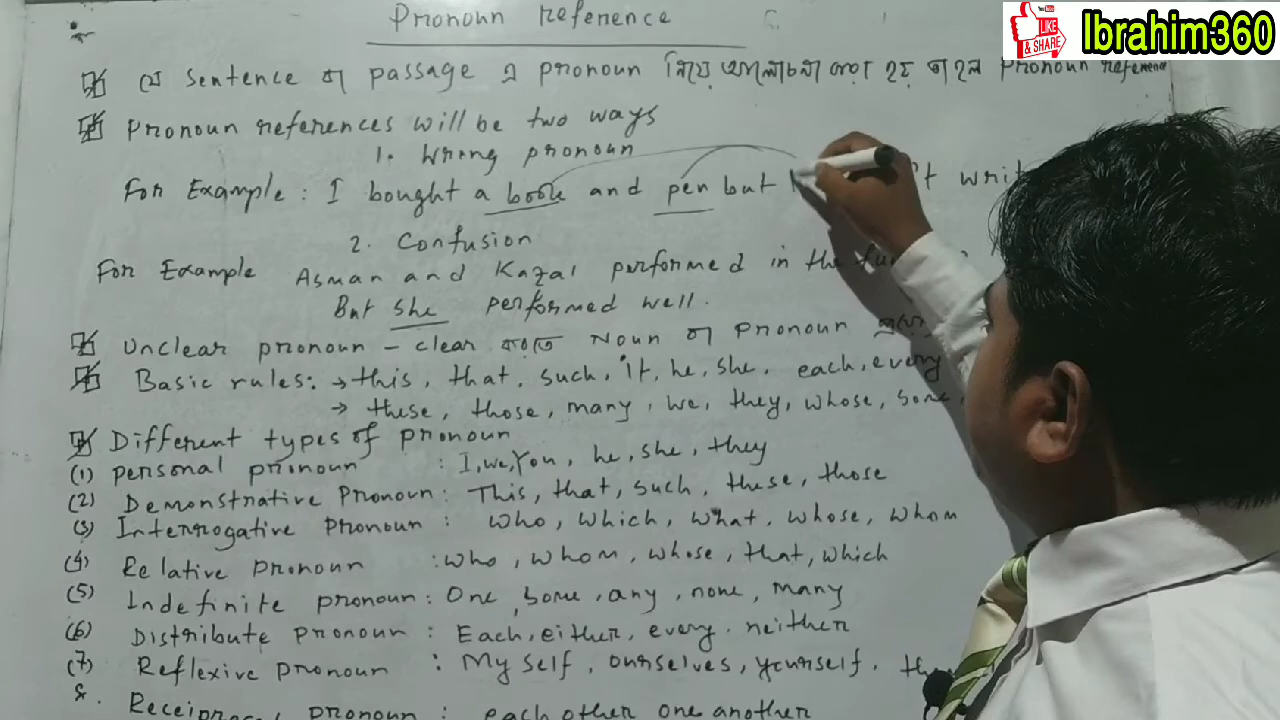 Pronoun reference
You Tube
LIKE
& SHARE
Ibrahim360
যে sentence বা passage এ pronoun নিয়ে আলোচনা করা হয় তা হল Pronoun reference
Pronoun references will be two ways
1. Wrong pronoun
For Example : I bought a book and pen but
2. Confusion
For Example Asman and Kazal performed in the
But she performed well.
Unclear pronoun – clear করতে Noun বা Pronoun
Basic rules: → this, that, such, it, he, she, each, every
→ these, those, many, we, they, whose, some,
Different types of pronoun
(1) personal pronoun : I, we, You, he, she, they
(2) Demonstrative Pronoun: This, that, such, these, those
(3) Interrogative Pronoun : Who, Which, What, Whose, Whom
(4) Relative Pronoun : who, whom, whose, that, which
(5) Indefinite pronoun : One, some, any, none, many
(6) Distribute pronoun : Each, either, every, neither
(7) Reflexive pronoun : My self, ourselves, yourself,
8. pronoun : each other one another